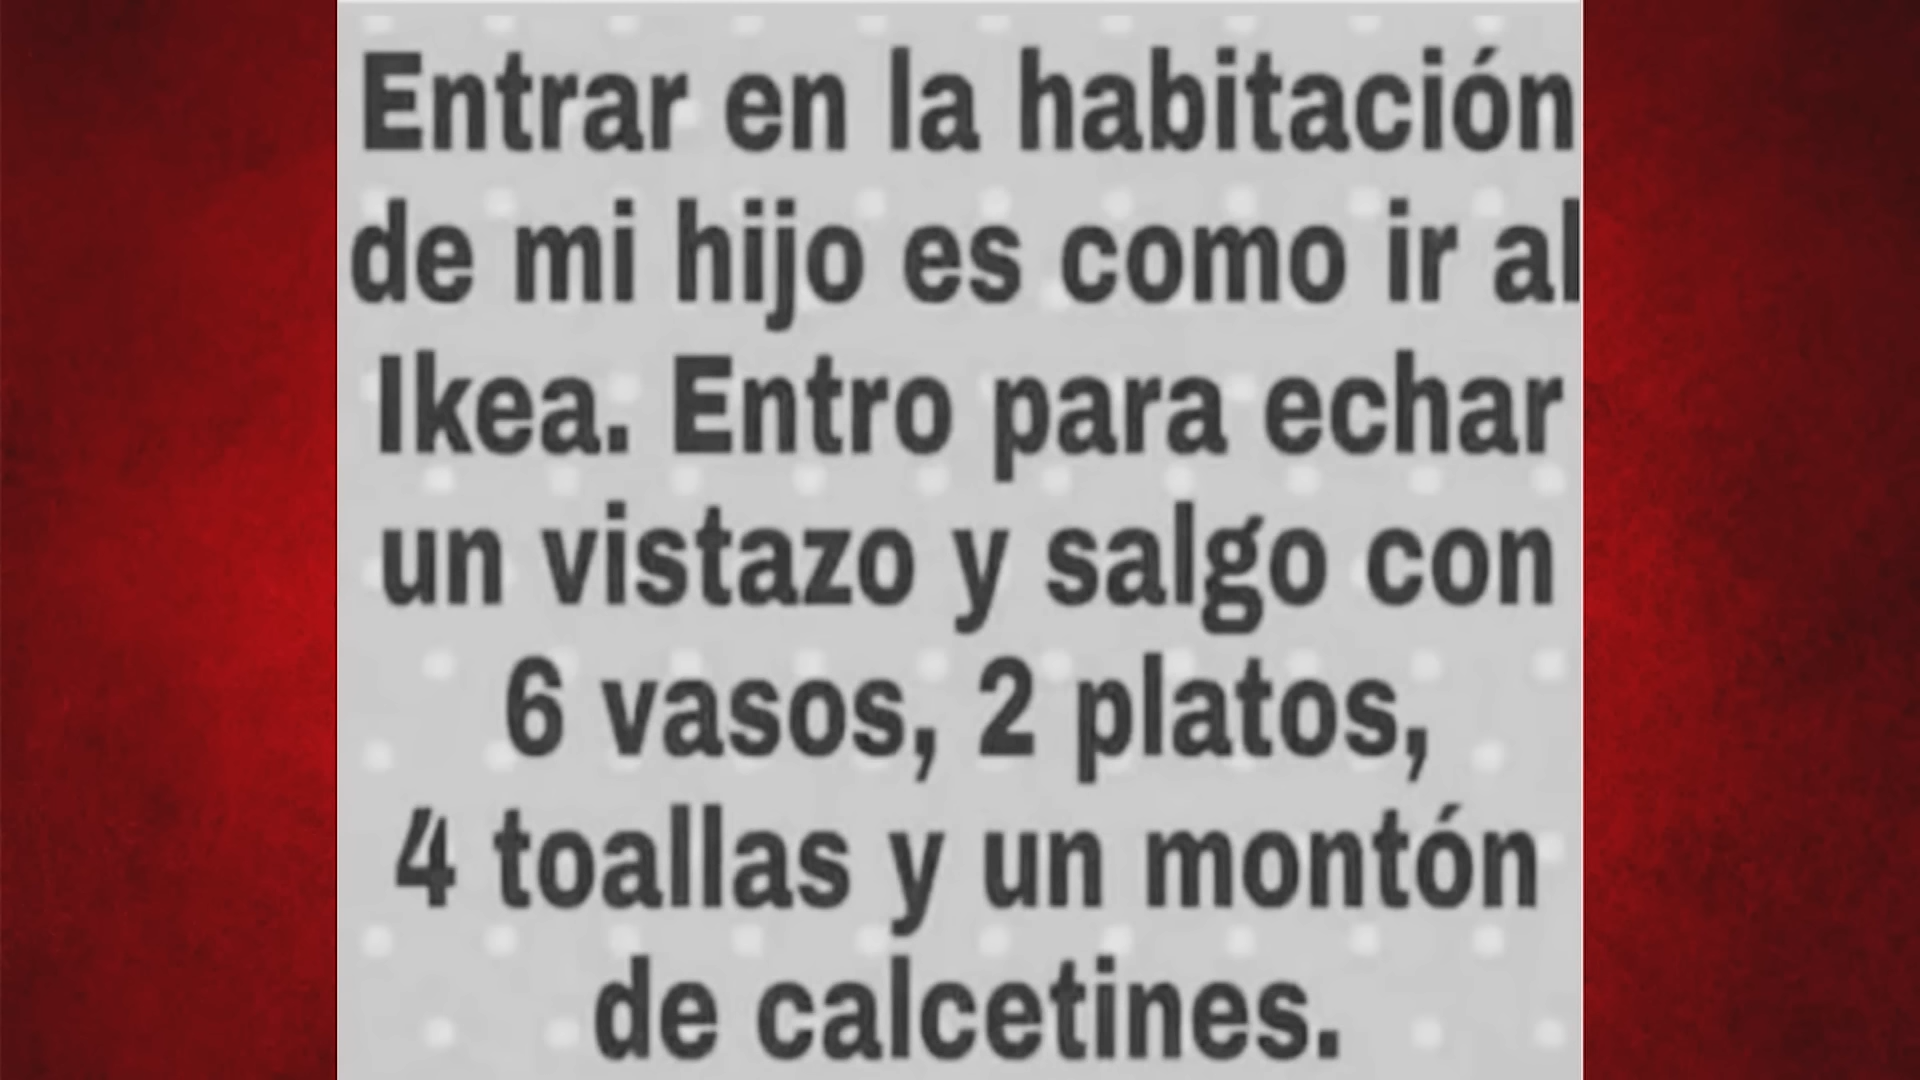 Entrar en la habitación
de mi hijo es como ir al
Ikea. Entro para echar
un vistazo y salgo con
6 vasos, 2 platos,
4 toallas y un montón
de calcetines.